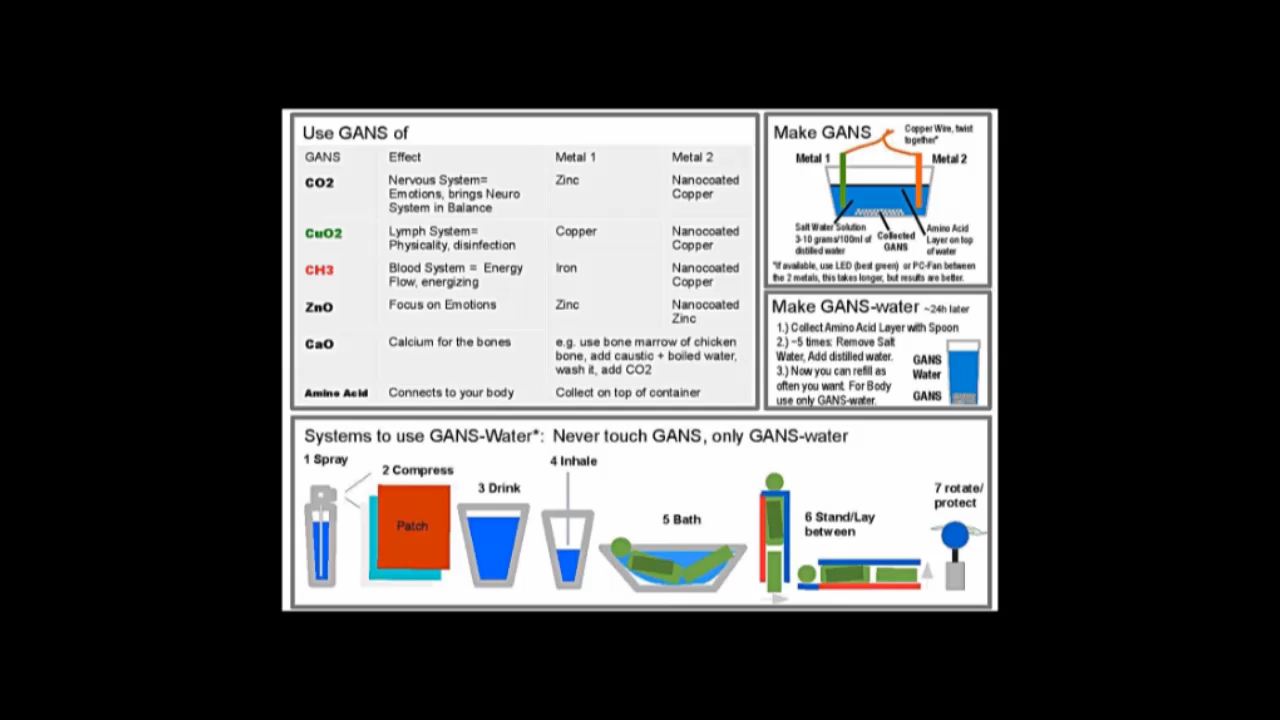 Use GANS of
GANS Effect Metal 1 Metal 2
CO2 Nervous System= Zinc Nanocoated
Emotions, brings Neuro Copper
System in Balance
CuO2 Lymph System= Copper Nanocoated
Physicality, disinfection Copper
CH3 Blood System = Energy Iron Nanocoated
Flow, energizing Copper
ZnO Focus on Emotions Zinc Nanocoated
Zinc
CaO Calcium for the bones e.g. use bone marrow of chicken
bone, add caustic + boiled water,
wash it, add CO2
Amino Acid Connects to your body Collect on top of container
Make GANS
Copper Wire, twist
together*
Metal 1 Metal 2
Salt Water Solution
3-10 grams/100ml of
distilled water
Collected
GANS
Amino Acid
Layer on top
of water
*If available, use LED (best green) or PC-Fan between
the 2 metals, this takes longer, but results are better.
Make GANS-water ~24h later
1.) Collect Amino Acid Layer with Spoon
2.) ~5 times: Remove Salt
Water, Add distilled water.
3.) Now you can refill as
often you want. For Body
use only GANS-water.
GANS
Water
GANS
Systems to use GANS-Water*: Never touch GANS, only GANS-water
1 Spray
2 Compress
Patch
3 Drink
4 Inhale
5 Bath
6 Stand/Lay
between
7 rotate/
protect